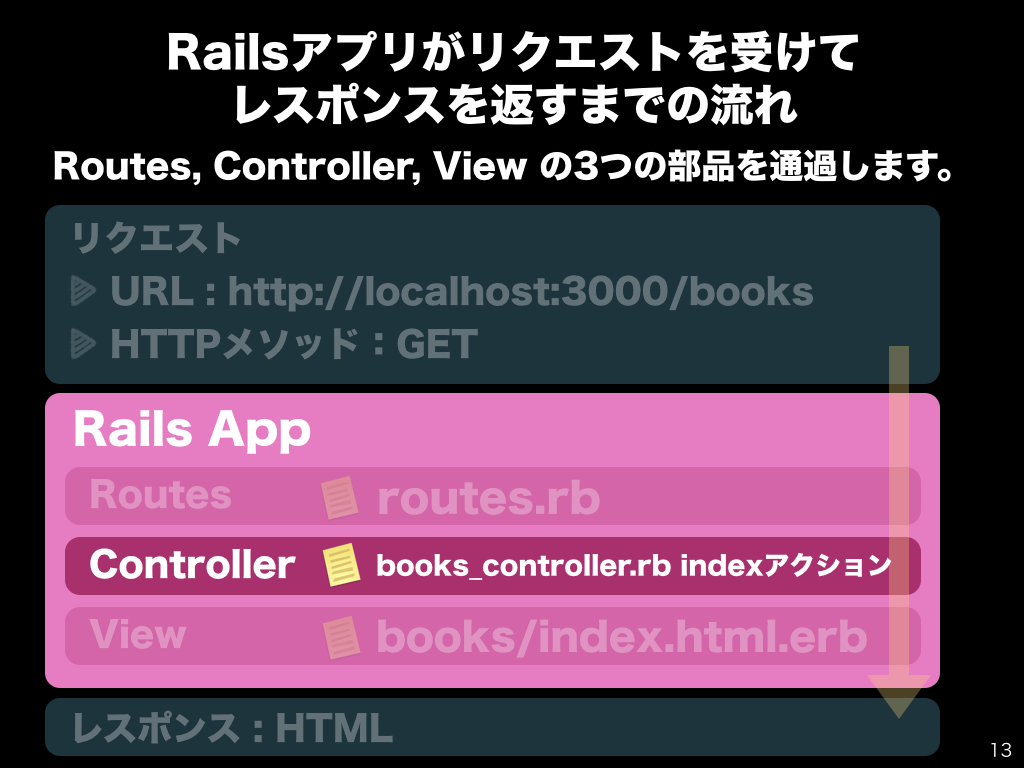 Railsアプリがリクエストを受けて
レスポンスを返すまでの流れ
Routes, Controller, View の3つの部品を通過します。
リクエスト
URL : http://localhost:3000/books
HTTPメソッド：GET
Rails App
Routes routes.rb
Controller books_controller.rb indexアクション
View books/index.html.erb
レスポンス : HTML
13